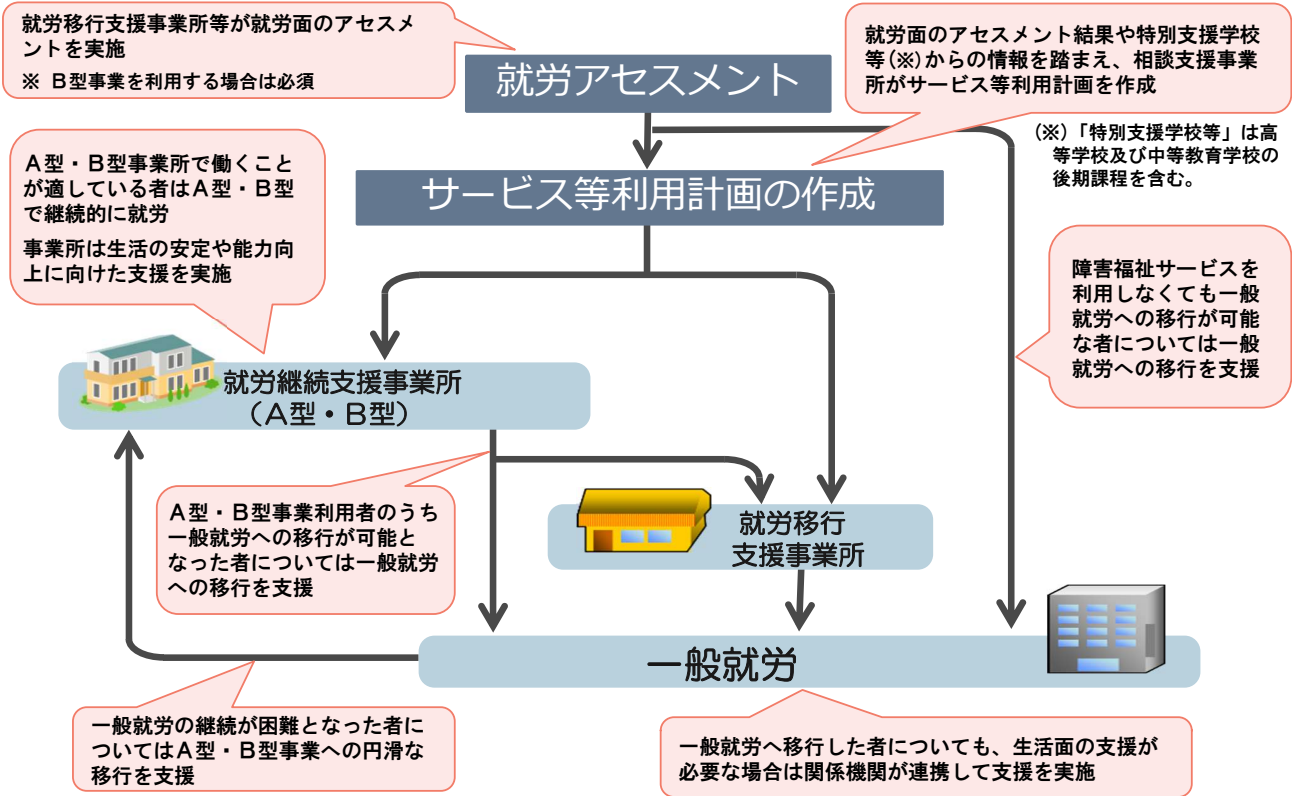 就労移行支援事業所等が就労面のアセスメ
ントを実施
※ B型事業を利用する場合は必須
就労アセスメント
就労面のアセスメント結果や特別支援学校
等(※)からの情報を踏まえ、相談支援事業
所がサービス等利用計画を作成
(※)「特別支援学校等」は高
等学校及び中等教育学校の
後期課程を含む。
A型・B型事業所で働くこと
が適している者はA型・B型
で継続的に就労
事業所は生活の安定や能力向
上に向けた支援を実施
サービス等利用計画の作成
障害福祉サービスを
利用しなくても一般
就労への移行が可能
な者については一般
就労への移行を支援
就労継続支援事業所
(A型・B型)
A型・B型事業利用者のうち
一般就労への移行が可能と
なった者については一般就労
への移行を支援
就労移行
支援事業所
一般就労
一般就労の継続が困難となった者に
ついてはA型・B型事業への円滑な
移行を支援
一般就労へ移行した者についても、生活面の支援が
必要な場合は関係機関が連携して支援を実施